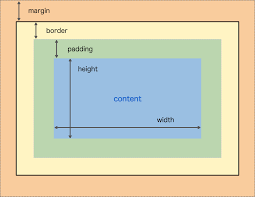 margin
border
padding
height
content
width